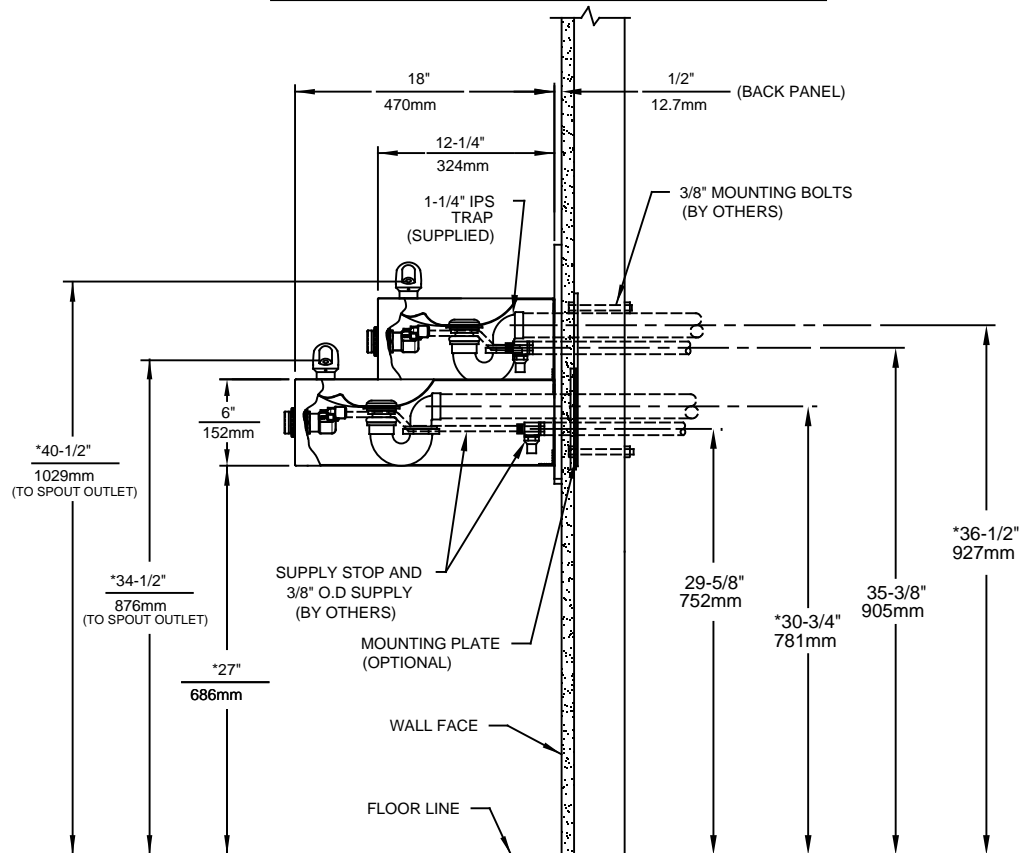 18"
470mm
1/2"
12.7mm
(BACK PANEL)
12-1/4"
324mm
1-1/4" IPS
TRAP
(SUPPLIED)
3/8" MOUNTING BOLTS
(BY OTHERS)
6"
152mm
*40-1/2"
1029mm
(TO SPOUT OUTLET)
*34-1/2"
876mm
(TO SPOUT OUTLET)
*27"
686mm
SUPPLY STOP AND
3/8" O.D SUPPLY
(BY OTHERS)
MOUNTING PLATE
(OPTIONAL)
WALL FACE
FLOOR LINE
29-5/8"
752mm
*30-3/4"
781mm
35-3/8"
905mm
*36-1/2"
927mm